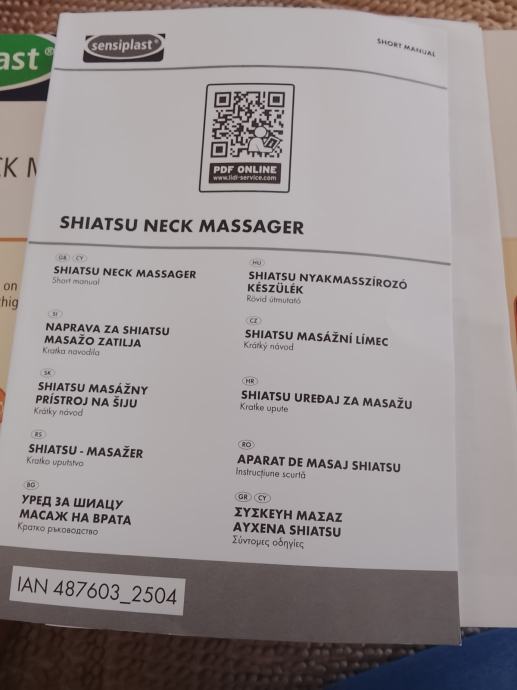 sensiplast®
SHORT MANUAL
PDF ONLINE
www.lidl-service.com
SHIATSU NECK MASSAGER
GB CY
SHIATSU NECK MASSAGER
Short manual
SI
NAPRAVA ZA SHIATSU
MASAŽO ZATILJA
Kratka navodila
SK
SHIATSU MASÁŽNY
PRÍSTROJ NA ŠIJU
Krátky návod
RS
SHIATSU - MASAŽER
Kratko uputstvo
BG
УРЕД ЗА ШИАЦУ
МАСАЖ НА ВРАТА
Кратко ръководство
HU
SHIATSU NYAKMASSZÍROZÓ
KÉSZÜLÉK
Rövid útmutató
CZ
SHIATSU MASÁŽNÍ LÍMEC
Krátký návod
HR
SHIATSU UREĐAJ ZA MASAŽU
Kratke upute
RO
APARAT DE MASAJ SHIATSU
Instrucțiune scurtă
GR CY
ΣΥΣΚΕΥΗ ΜΑΣΑΖ
ΑΥΧΕΝΑ SHIATSU
Σύντομες οδηγίες
IAN 487603_2504
ast®
CK M
on
thig